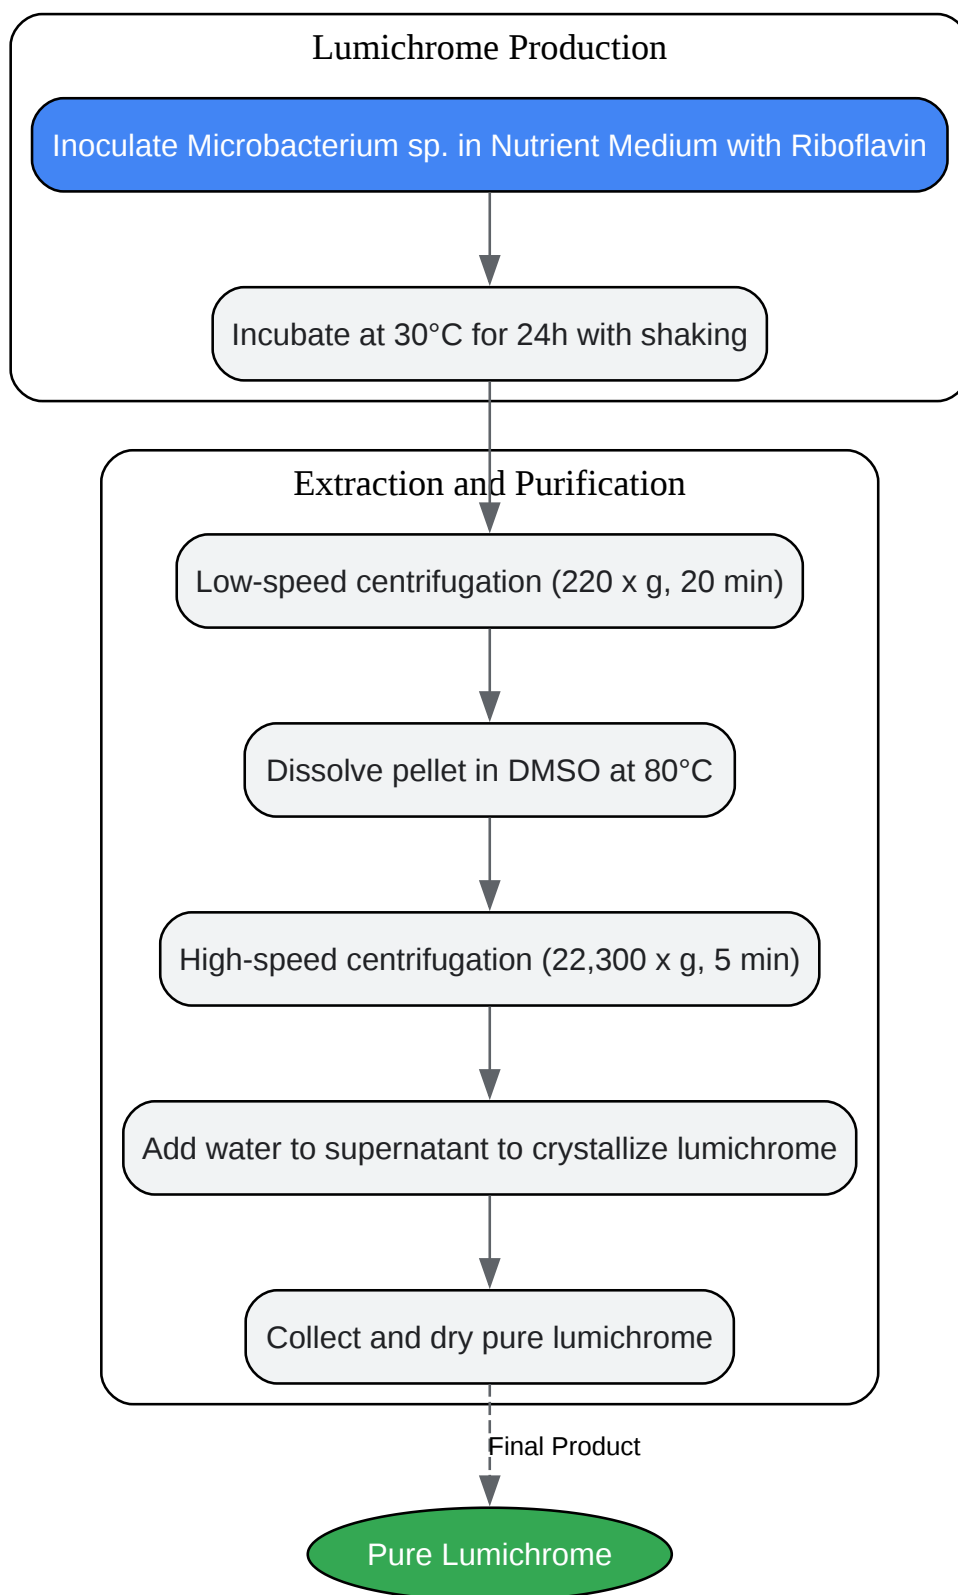 Lumichrome Production
Inoculate Microbacterium sp. in Nutrient Medium with Riboflavin
Incubate at 30°C for 24h with shaking
Extraction and Purification
Low-speed centrifugation (220 x g, 20 min)
Dissolve pellet in DMSO at 80°C
High-speed centrifugation (22,300 x g, 5 min)
Add water to supernatant to crystallize lumichrome
Collect and dry pure lumichrome
Final Product
Pure Lumichrome